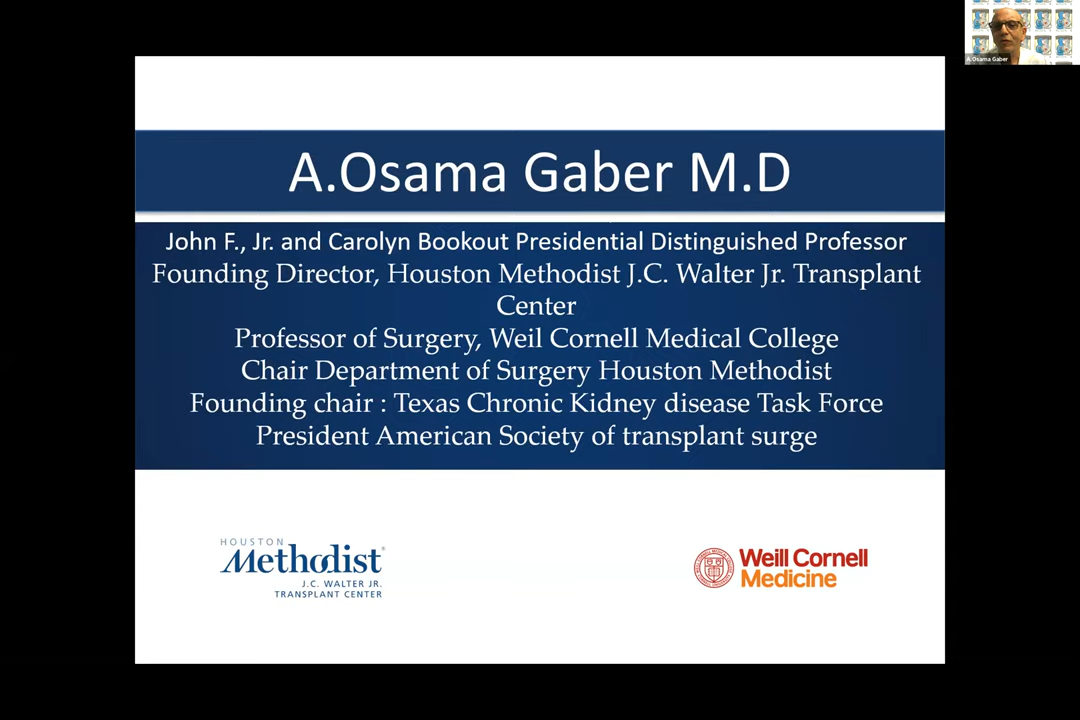 A.Osama Gaber
A.Osama Gaber M.D
John F., Jr. and Carolyn Bookout Presidential Distinguished Professor
Founding Director, Houston Methodist J.C. Walter Jr. Transplant
Center
Professor of Surgery, Weil Cornell Medical College
Chair Department of Surgery Houston Methodist
Founding chair : Texas Chronic Kidney disease Task Force
President American Society of transplant surge
HOUSTON
Methodist
J.C. WALTER JR.
TRANSPLANT CENTER
Weill Cornell
Medicine